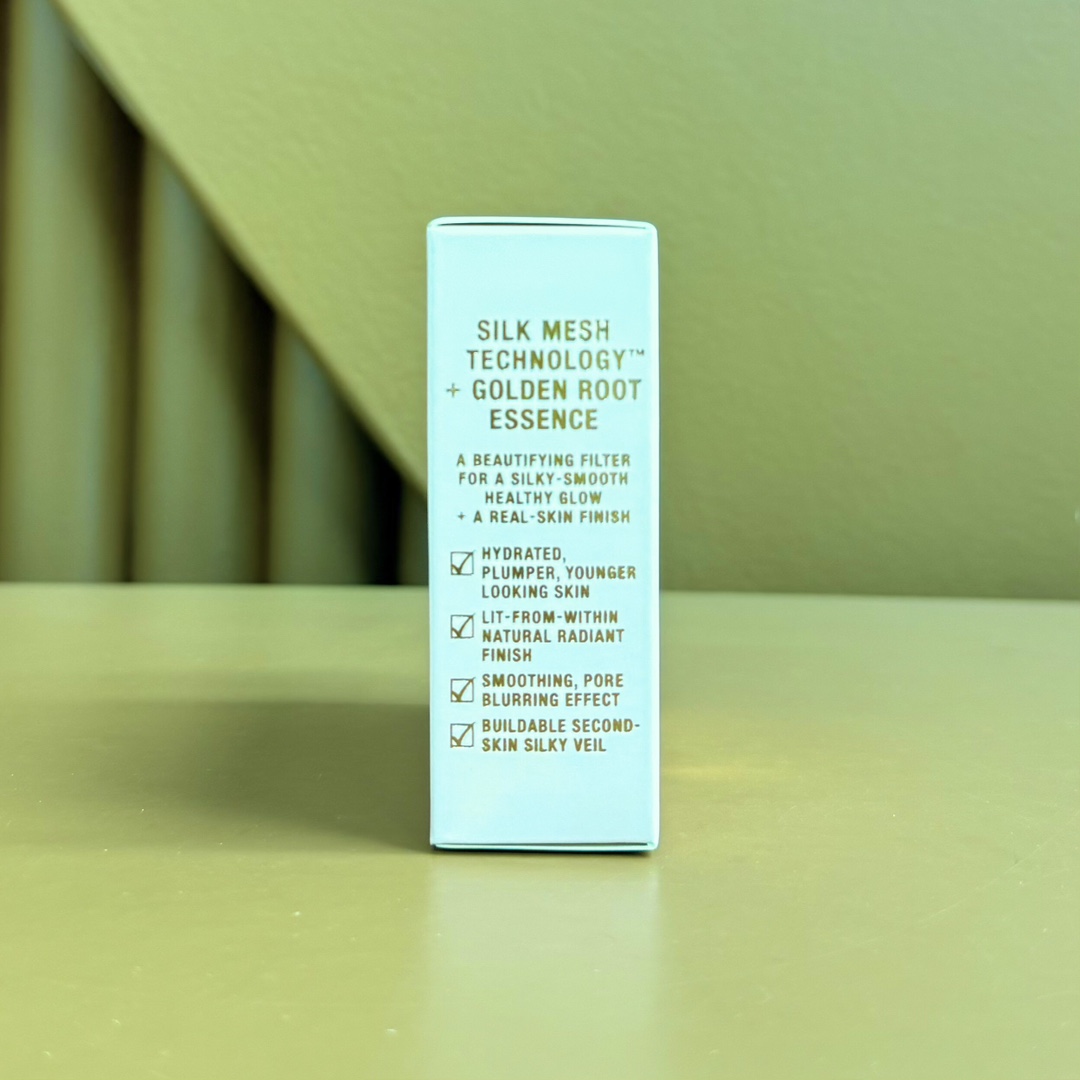 SILK MESH
TECHNOLOGY™
+ GOLDEN ROOT
ESSENCE
A BEAUTIFYING FILTER
FOR A SILKY-SMOOTH
HEALTHY GLOW
+ A REAL-SKIN FINISH
HYDRATED,
PLUMPER, YOUNGER
LOOKING SKIN
LIT-FROM-WITHIN
NATURAL RADIANT
FINISH
SMOOTHING, PORE
BLURRING EFFECT
BUILDABLE SECOND-
SKIN SILKY VEIL